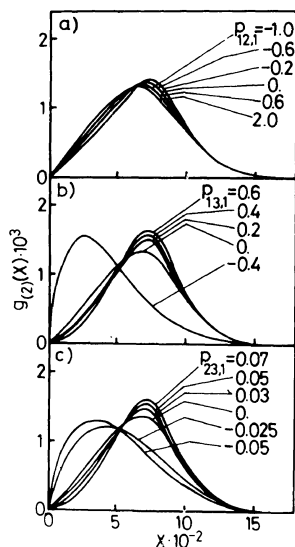 a)
p12,1=-1.0
-0.6
-0.2
0.
0.6
2.0
2
1
0
b)
p13,1=0.6
0.4
0.2
0.
-0.4
2
1
0
c)
p23,1=0.07
0.05
0.03
0.
-0.025
-0.05
2
1
0
g(2)(X)·10³
0 5 10 15
X·10⁻²